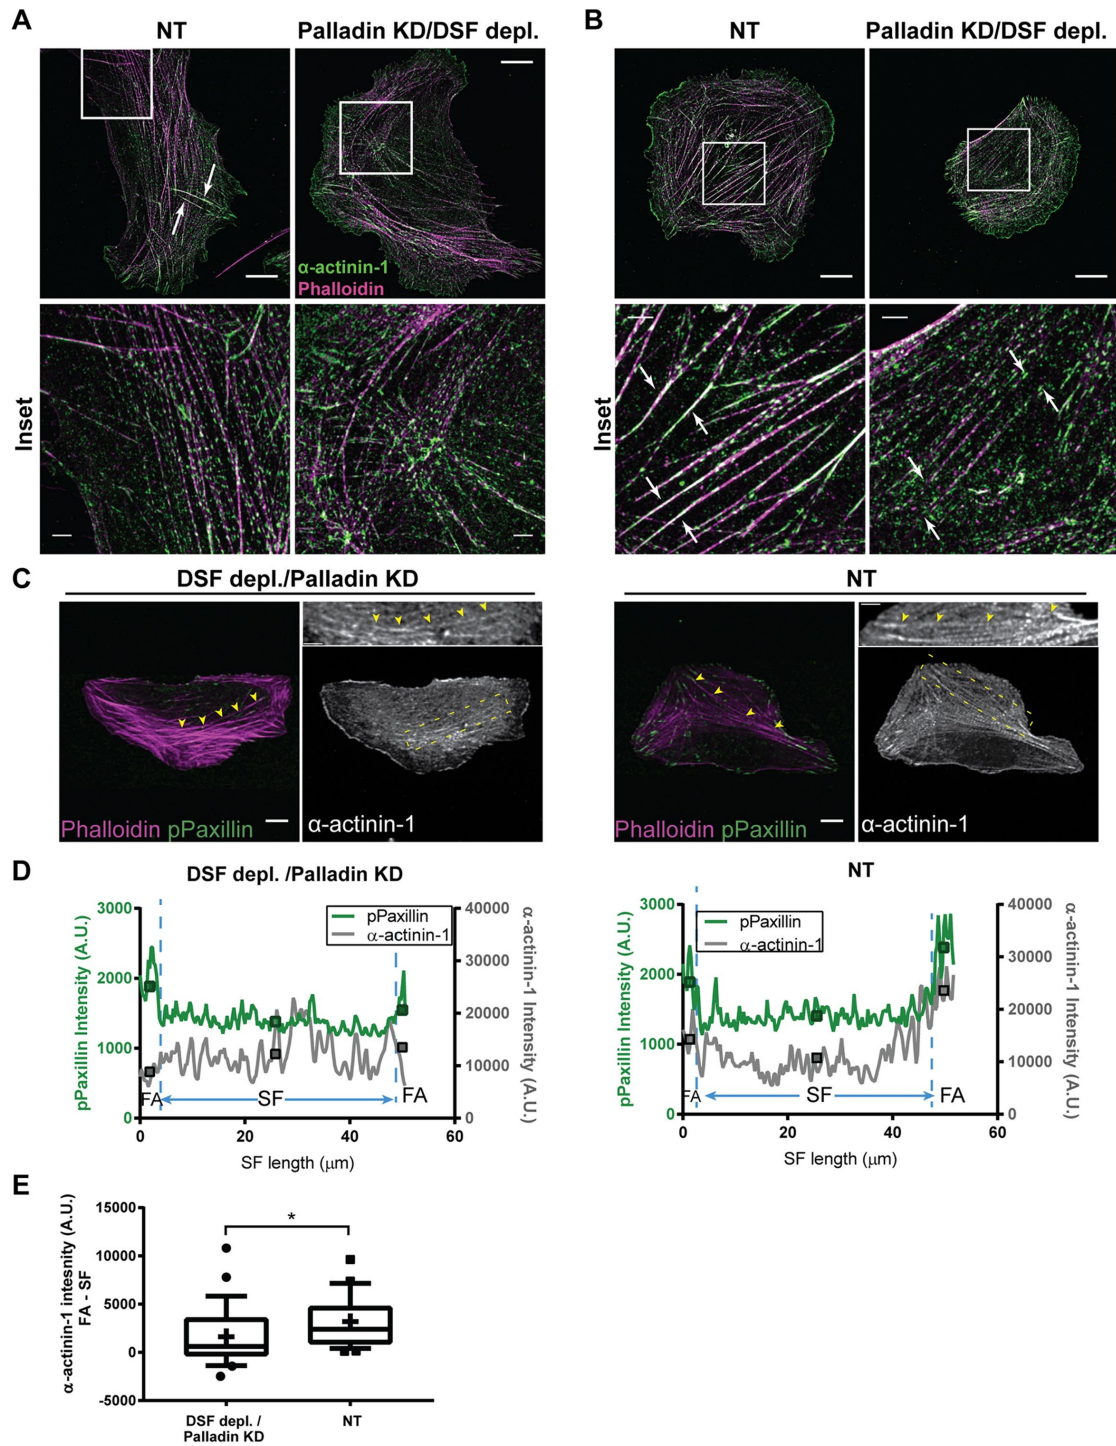 A
NT
Palladin KD/DSF depl.
α-actinin-1
Phalloidin
Inset
B
NT
Palladin KD/DSF depl.
Inset
C
DSF depl./Palladin KD
Phalloidin pPaxillin
α-actinin-1
NT
Phalloidin pPaxillin
α-actinin-1
D
DSF depl. /Palladin KD
pPaxillin
α-actinin-1
pPaxillin Intensity (A.U.)
3000
2000
1000
0
α-actinin-1 Intensity (A.U.)
40000
30000
20000
10000
0
FA
SF
FA
0
20
40
60
SF length (μm)
NT
pPaxillin
α-actinin-1
pPaxillin Intensity (A.U.)
3000
2000
1000
0
α-actinin-1 Intensity (A.U.)
40000
30000
20000
10000
0
FA
SF
FA
0
20
40
60
SF length (μm)
E
α-actinin-1 intesnity (A.U.)
FA - SF
15000
10000
5000
0
-5000
*
DSF depl. /
Palladin KD
NT